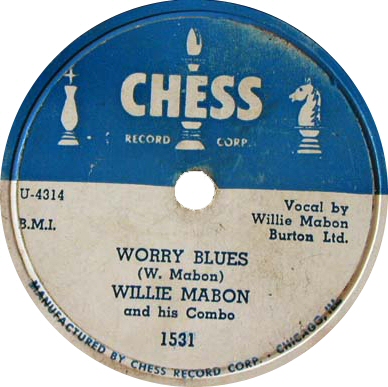 CHESS
RECORD CORP.
U-4314
B.M.I.
Vocal by
Willie Mabon
Burton Ltd.
WORRY BLUES
(W. Mabon)
WILLIE MABON
and his Combo
1531
MANUFACTURED BY CHESS RECORD CORP. - CHICAGO, ILL.